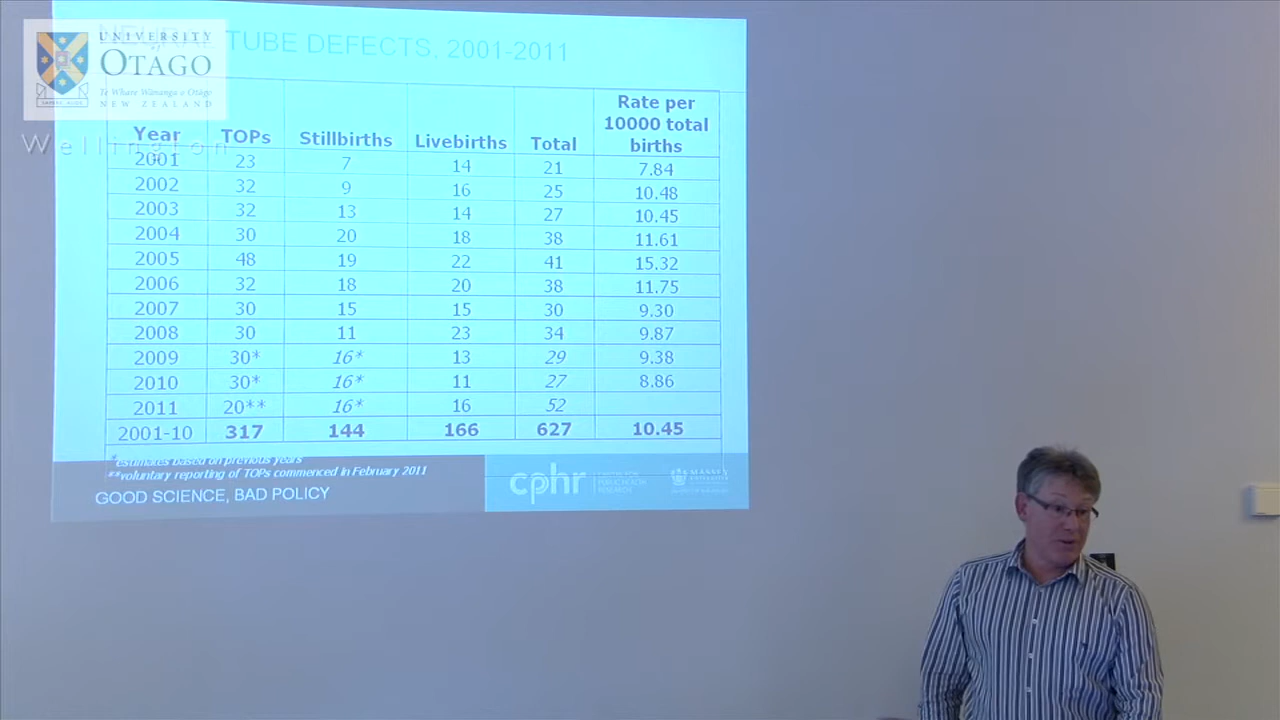 UNIVERSITY
of
OTAGO
Te Whare Wānanga o Otāgo
NEW ZEALAND
Wellington
TUBE DEFECTS, 2001-2011
Year TOPs Stillbirths Livebirths Total Rate per 10000 total births
2001 23 7 14 21 7.84
2002 32 9 16 25 10.48
2003 32 13 14 27 10.45
2004 30 20 18 38 11.61
2005 48 19 22 41 15.32
2006 32 18 20 38 11.75
2007 30 15 15 30 9.30
2008 30 11 23 34 9.87
2009 30* 16* 13 29 9.38
2010 30* 16* 11 27 8.86
2011 20** 16* 16 52
2001-10 317 144 166 627 10.45
*estimates based on previous years
**voluntary reporting of TOPs commenced in February 2011
GOOD SCIENCE, BAD POLICY
cphr
PUBLIC HEALTH
RESEARCH
MASSEY